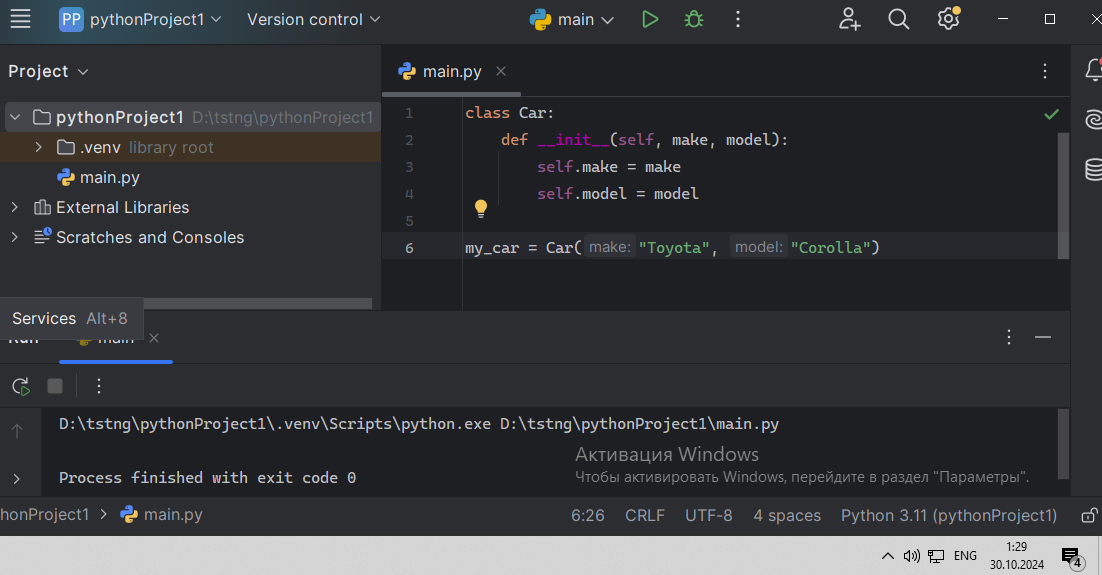 PP pythonProject1 Version control main
Project main.py
pythonProject1 D:\tstng\pythonProject1
.venv library root
main.py
External Libraries
Scratches and Consoles
1 class Car:
2 def __init__(self, make, model):
3 self.make = make
4 self.model = model
5
6 my_car = Car( make: "Toyota", model: "Corolla")
Services Alt+8
Run main
D:\tstng\pythonProject1\.venv\Scripts\python.exe D:\tstng\pythonProject1\main.py
Process finished with exit code 0
Активация Windows
Чтобы активировать Windows, перейдите в раздел "Параметры".
honProject1 main.py 6:26 CRLF UTF-8 4 spaces Python 3.11 (pythonProject1)
ENG 1:29
30.10.2024 4